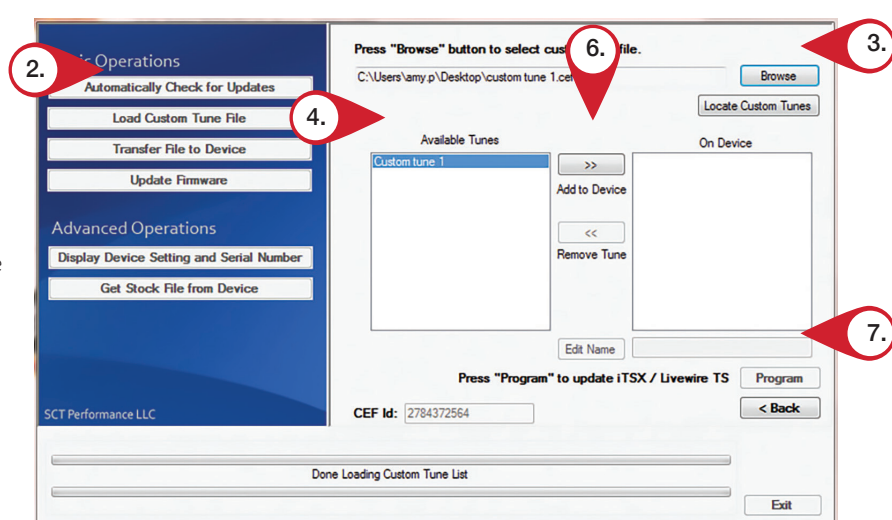 2.
3.
4.
6.
7.
Operations
Automatically Check for Updates
Load Custom Tune File
Transfer File to Device
Update Firmware
Advanced Operations
Display Device Setting and Serial Number
Get Stock File from Device
SCT Performance LLC
Press "Browse" button to select file.
C:\Users\amy.p\Desktop\custom tune
Browse
Locate Custom Tunes
Available Tunes
On Device
Custom tune 1
>>
Add to Device
<<
Remove Tune
Edit Name
Press "Program" to update iTSX / Livewire TS
Program
CEF Id: 2784372564
< Back
Done Loading Custom Tune List
Exit